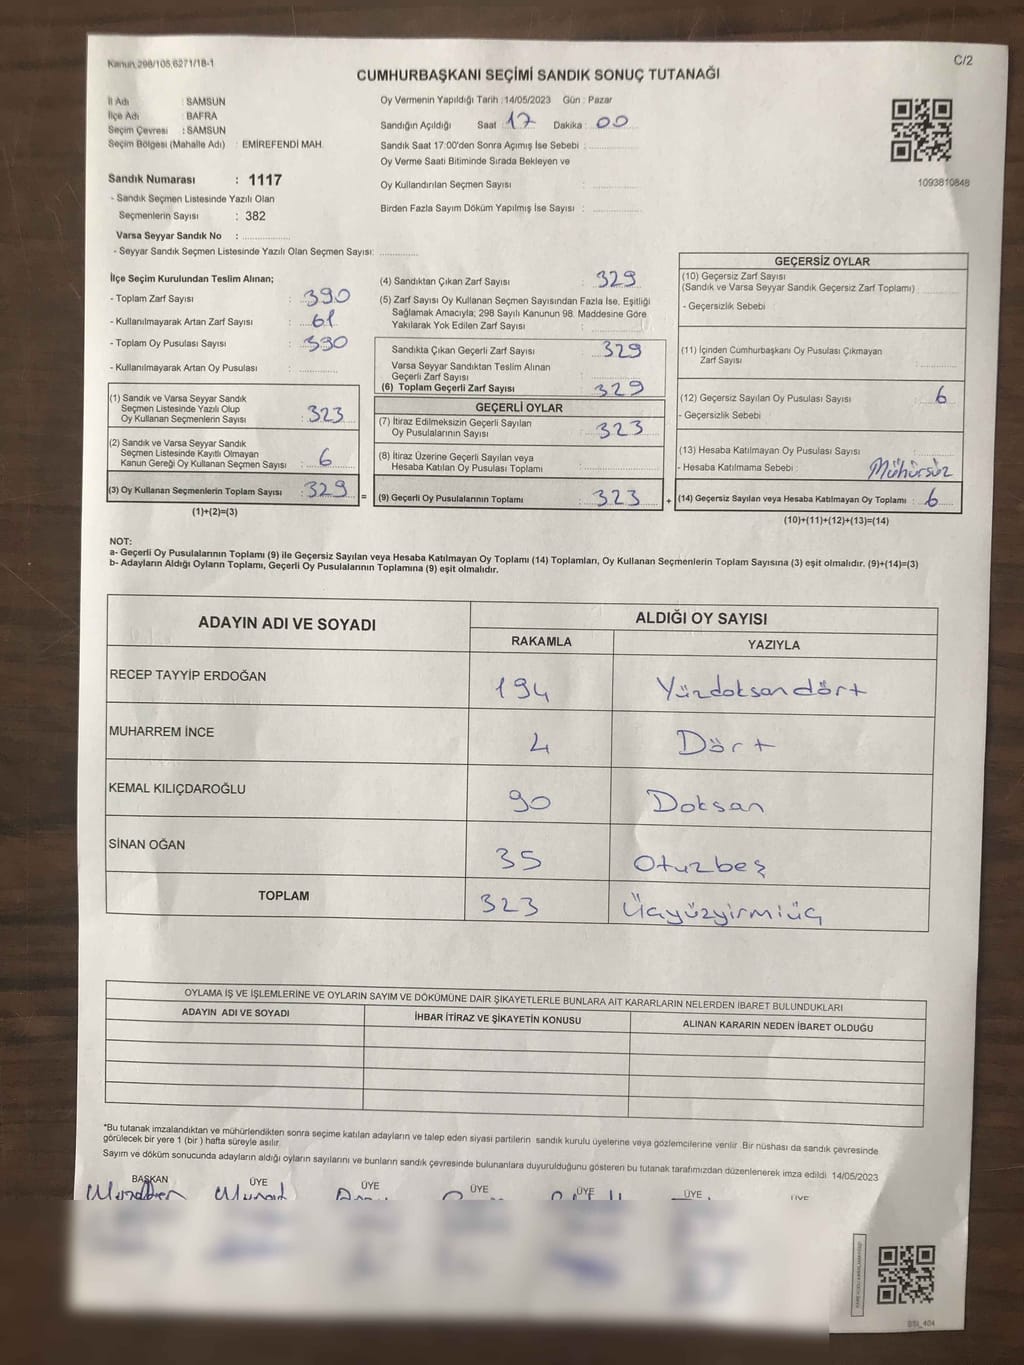 Kanun,298/105,6271/18-1
C/2
CUMHURBAŞKANI SEÇİMİ SANDIK SONUÇ TUTANAĞI
İl Adı : SAMSUN
İlçe Adı : BAFRA
Seçim Çevresi : SAMSUN
Seçim Bölgesi (Mahalle Adı) : EMİREFENDİ MAH.
Sandık Numarası : 1117
- Sandık Seçmen Listesinde Yazılı Olan
Seçmenlerin Sayısı : 382
Varsa Seyyar Sandık No :
- Seyyar Sandık Seçmen Listesinde Yazılı Olan Seçmen Sayısı:
Oy Vermenin Yapıldığı Tarih : 14/05/2023 Gün : Pazar
Sandığın Açıldığı Saat : 17 Dakika : 00
Sandık Saat 17:00'den Sonra Açımış İse Sebebi :
Oy Verme Saati Bitiminde Sırada Bekleyen ve
Oy Kullandırılan Seçmen Sayısı :
Birden Fazla Sayım Döküm Yapılmış İse Sayısı :
1093810848
İlçe Seçim Kurulundan Teslim Alınan;
- Toplam Zarf Sayısı : 390
- Kullanılmayarak Artan Zarf Sayısı : 61
- Toplam Oy Pusulası Sayısı : 390
- Kullanılmayarak Artan Oy Pusulası :
(1) Sandık ve Varsa Seyyar Sandık
Seçmen Listesinde Yazılı Olup
Oy Kullanan Seçmenlerin Sayısı : 323
(2) Sandık ve Varsa Seyyar Sandık
Seçmen Listesinde Kayıtlı Olmayan
Kanun Gereği Oy Kullanan Seçmen Sayısı : 6
(3) Oy Kullanan Seçmenlerin Toplam Sayısı : 329 =
(1)+(2)=(3)
(4) Sandıktan Çıkan Zarf Sayısı : 329
(5) Zarf Sayısı Oy Kullanan Seçmen Sayısından Fazla İse, Eşitliği
Sağlamak Amacıyla; 298 Sayılı Kanunun 98. Maddesine Göre
Yakılarak Yok Edilen Zarf Sayısı :
Sandıkta Çıkan Geçerli Zarf Sayısı : 329
Varsa Seyyar Sandıktan Teslim Alınan
Geçerli Zarf Sayısı
(6) Toplam Geçerli Zarf Sayısı : 329
GEÇERLİ OYLAR
(7) İtiraz Edilmeksizin Geçerli Sayılan
Oy Pusulalarının Sayısı : 323
(8) İtiraz Üzerine Geçerli Sayılan veya
Hesaba Katılan Oy Pusulası Toplamı :
(9) Geçerli Oy Pusulalarının Toplamı : 323 +
GEÇERSİZ OYLAR
(10) Geçersiz Zarf Sayısı
(Sandık ve Varsa Seyyar Sandık Geçersiz Zarf Toplamı)
- Geçersizlik Sebebi
(11) İçinden Cumhurbaşkanı Oy Pusulası Çıkmayan
Zarf Sayısı :
(12) Geçersiz Sayılan Oy Pusulası Sayısı : 6
- Geçersizlik Sebebi
(13) Hesaba Katılmayan Oy Pusulası Sayısı :
- Hesaba Katılmama Sebebi : Mühürsüz
(14) Geçersiz Sayılan veya Hesaba Katılmayan Oy Toplamı : 6
(10)+(11)+(12)+(13)=(14)
NOT:
a- Geçerli Oy Pusulalarının Toplamı (9) ile Geçersiz Sayılan veya Hesaba Katılmayan Oy Toplamı (14) Toplamları, Oy Kullanan Seçmenlerin Toplam Sayısına (3) eşit olmalıdır. (9)+(14)=(3)
b- Adayların Aldığı Oyların Toplamı, Geçerli Oy Pusulalarının Toplamına (9) eşit olmalıdır.
ADAYIN ADI VE SOYADI ALDIĞI OY SAYISI
RAKAMLA YAZIYLA
RECEP TAYYİP ERDOĞAN 194 Yüzdoksandört
MUHARREM İNCE 4 Dört
KEMAL KILIÇDAROĞLU 90 Doksan
SİNAN OĞAN 35 Otuzbeş
TOPLAM 323 Üçyüzyirmiüç
OYLAMA İŞ VE İŞLEMLERİNE VE OYLARIN SAYIM VE DÖKÜMÜNE DAİR ŞİKAYETLERLE BUNLARA AİT KARARLARIN NELERDEN İBARET BULUNDUKLARI
ADAYIN ADI VE SOYADI İHBAR İTİRAZ VE ŞİKAYETİN KONUSU ALINAN KARARIN NEDEN İBARET OLDUĞU
*Bu tutanak imzalandıktan ve mühürlendikten sonra seçime katılan adayların ve talep eden siyasi partilerin sandık kurulu üyelerine veya gözlemcilerine verilir. Bir nüshası da sandık çevresinde
görülecek bir yere 1 (bir ) hafta süreyle asılır.
Sayım ve döküm sonucunda adayların aldığı oyların sayılarını ve bunların sandık çevresinde bulunanlara duyurulduğunu gösteren bu tutanak tarafımızdan düzenlenerek imza edildi. 14/05/2023
BAŞKAN ÜYE ÜYE ÜYE ÜYE ÜYE ÜYE